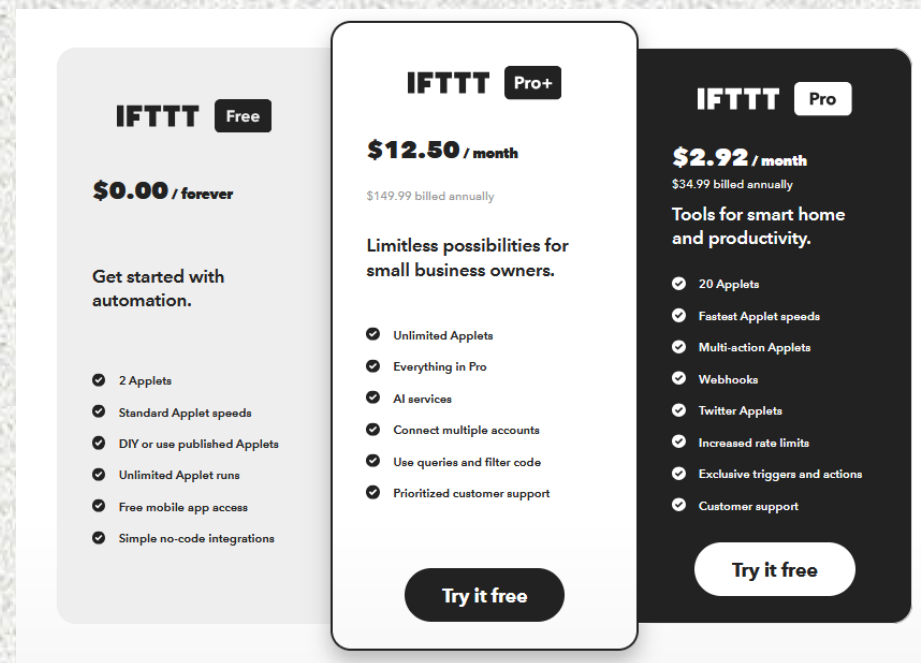 IFTTT Free
$0.00 / forever
Get started with
automation.
2 Applets
Standard Applet speeds
DIY or use published Applets
Unlimited Applet runs
Free mobile app access
Simple no-code integrations
IFTTT Pro+
$12.50 / month
$149.99 billed annually
Limitless possibilities for
small business owners.
Unlimited Applets
Everything in Pro
AI services
Connect multiple accounts
Use queries and filter code
Prioritized customer support
Try it free
IFTTT Pro
$2.92 / month
$34.99 billed annually
Tools for smart home
and productivity.
20 Applets
Fastest Applet speeds
Multi-action Applets
Webhooks
Twitter Applets
Increased rate limits
Exclusive triggers and actions
Customer support
Try it free